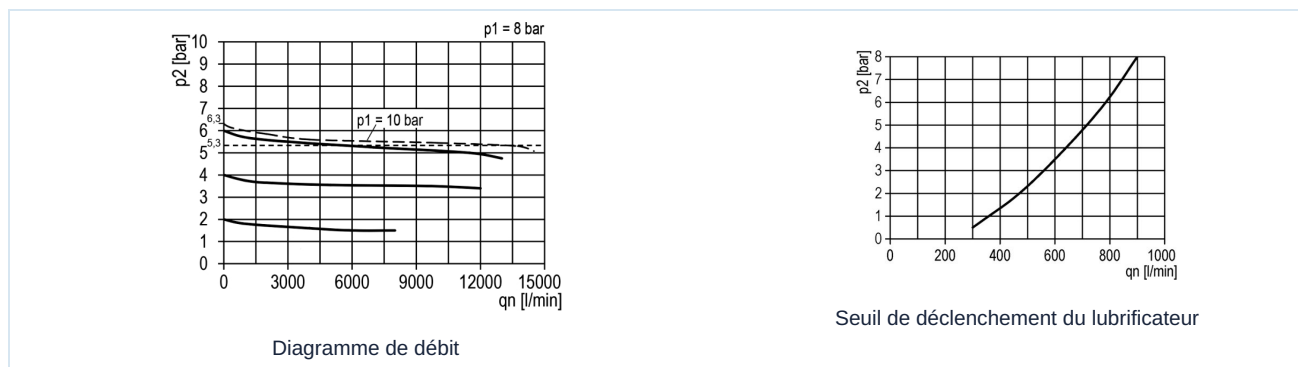 p1 = 8 bar
p2 [bar]
10
9
8
7
6,3
6
5,3
5
4
3
2
1
0
p1 = 10 bar
0 3000 6000 9000 12000 15000
qn [l/min]
Diagramme de débit
p2 [bar]
8
7
6
5
4
3
2
1
0
0 200 400 600 800 1000
qn [l/min]
Seuil de déclenchement du lubrificateur